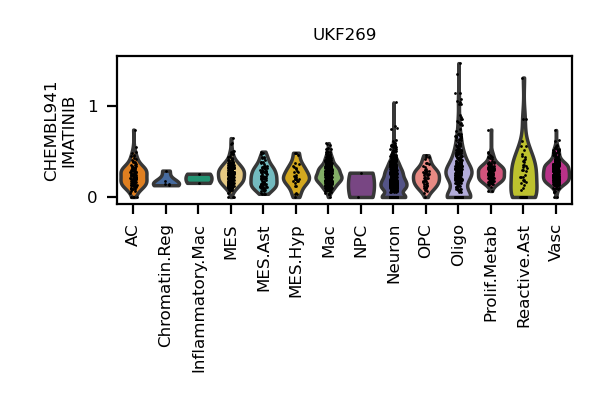 UKF269
CHEMBL941
IMATINIB
1
0
AC
Chromatin.Reg
Inflammatory.Mac
MES
MES.Ast
MES.Hyp
Mac
NPC
Neuron
OPC
Oligo
Prolif.Metab
Reactive.Ast
Vasc